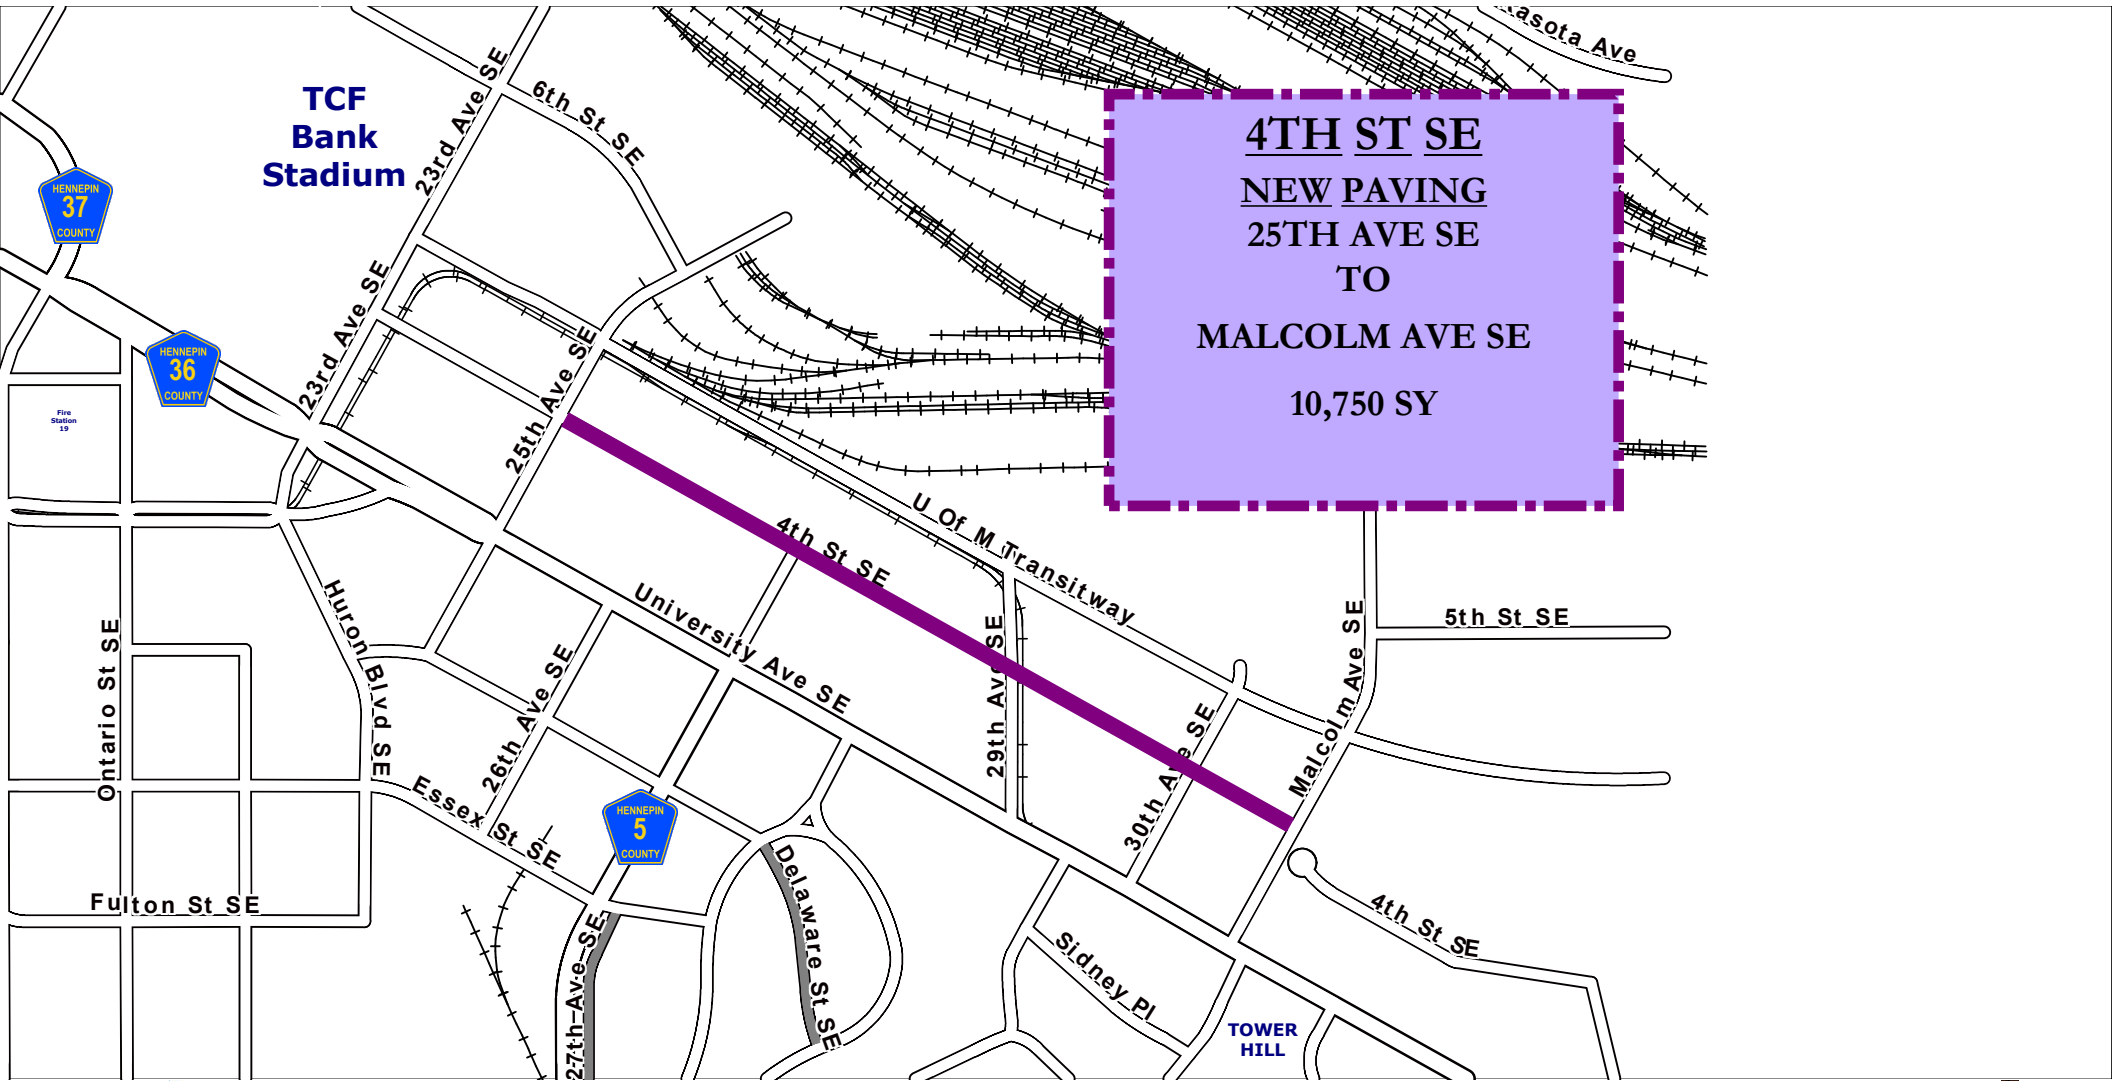 Kasota Ave
TCF
Bank
Stadium
23rd Ave SE
6th St SE
4TH ST SE
NEW PAVING
25TH AVE SE
TO
MALCOLM AVE SE
10,750 SY
HENNEPIN
37
COUNTY
23rd Ave SE
HENNEPIN
36
COUNTY
Fire
Station
19
25th Ave SE
U Of M Transitway
4th St SE
University Ave SE
Huron Blvd SE
Ontario St SE
26th Ave SE
29th Ave SE
30th Ave SE
Malcolm Ave SE
5th St SE
Essex St SE
HENNEPIN
5
COUNTY
Delaware St SE
Fulton St SE
27th Ave SE
4th St SE
Sidney Pl
TOWER
HILL